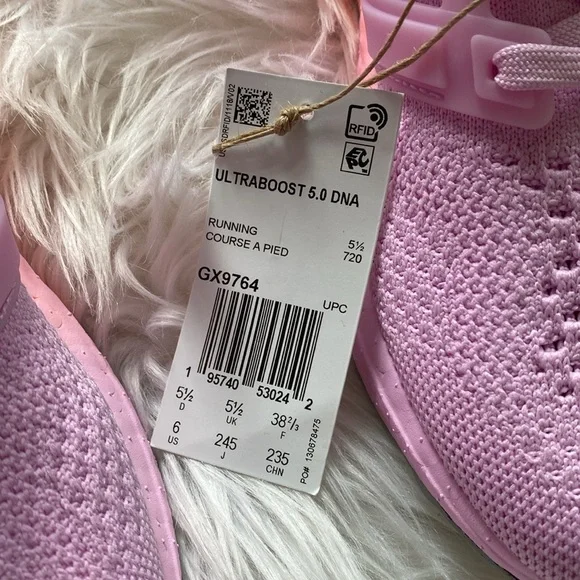 RFID
ULTRABOOST 5.0 DNA
RUNNING
COURSE A PIED
5½
720
GX9764
UPC
1 95740 53024 2
5½ 5½ 38⅔
D UK F
6 245 235
US J CHN
PO# 130678475